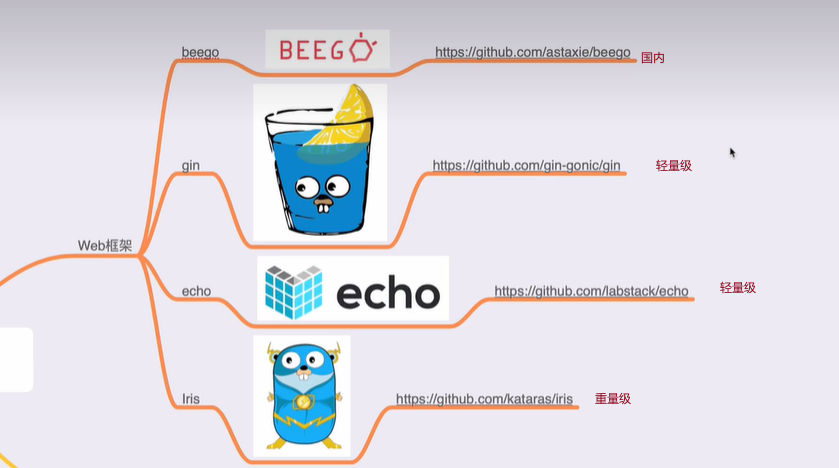 beego
BEEGO
https://github.com/astaxie/beego
国内
gin
https://github.com/gin-gonic/gin
轻量级
Web框架
echo
echo
https://github.com/labstack/echo
轻量级
Iris
https://github.com/kataras/iris
重量级